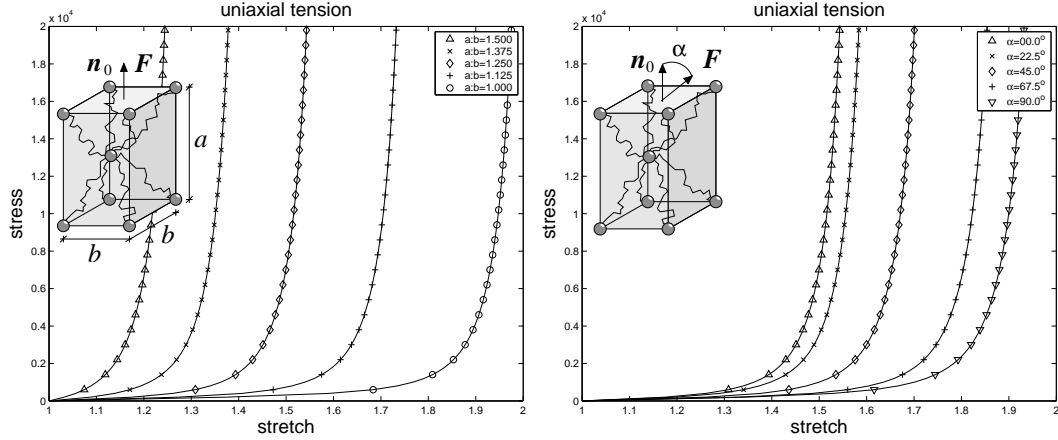 uniaxial tension
x 10⁴
2
1.8
1.6
1.4
1.2
1
0.8
0.6
0.4
0.2
0
stress
1 1.1 1.2 1.3 1.4 1.5 1.6 1.7 1.8 1.9 2
stretch
n₀ F
a
b
b
a:b=1.500
a:b=1.375
a:b=1.250
a:b=1.125
a:b=1.000
uniaxial tension
x 10⁴
2
1.8
1.6
1.4
1.2
1
0.8
0.6
0.4
0.2
0
stress
1 1.1 1.2 1.3 1.4 1.5 1.6 1.7 1.8 1.9 2
stretch
n₀ α F
α=00.0°
α=22.5°
α=45.0°
α=67.5°
α=90.0°